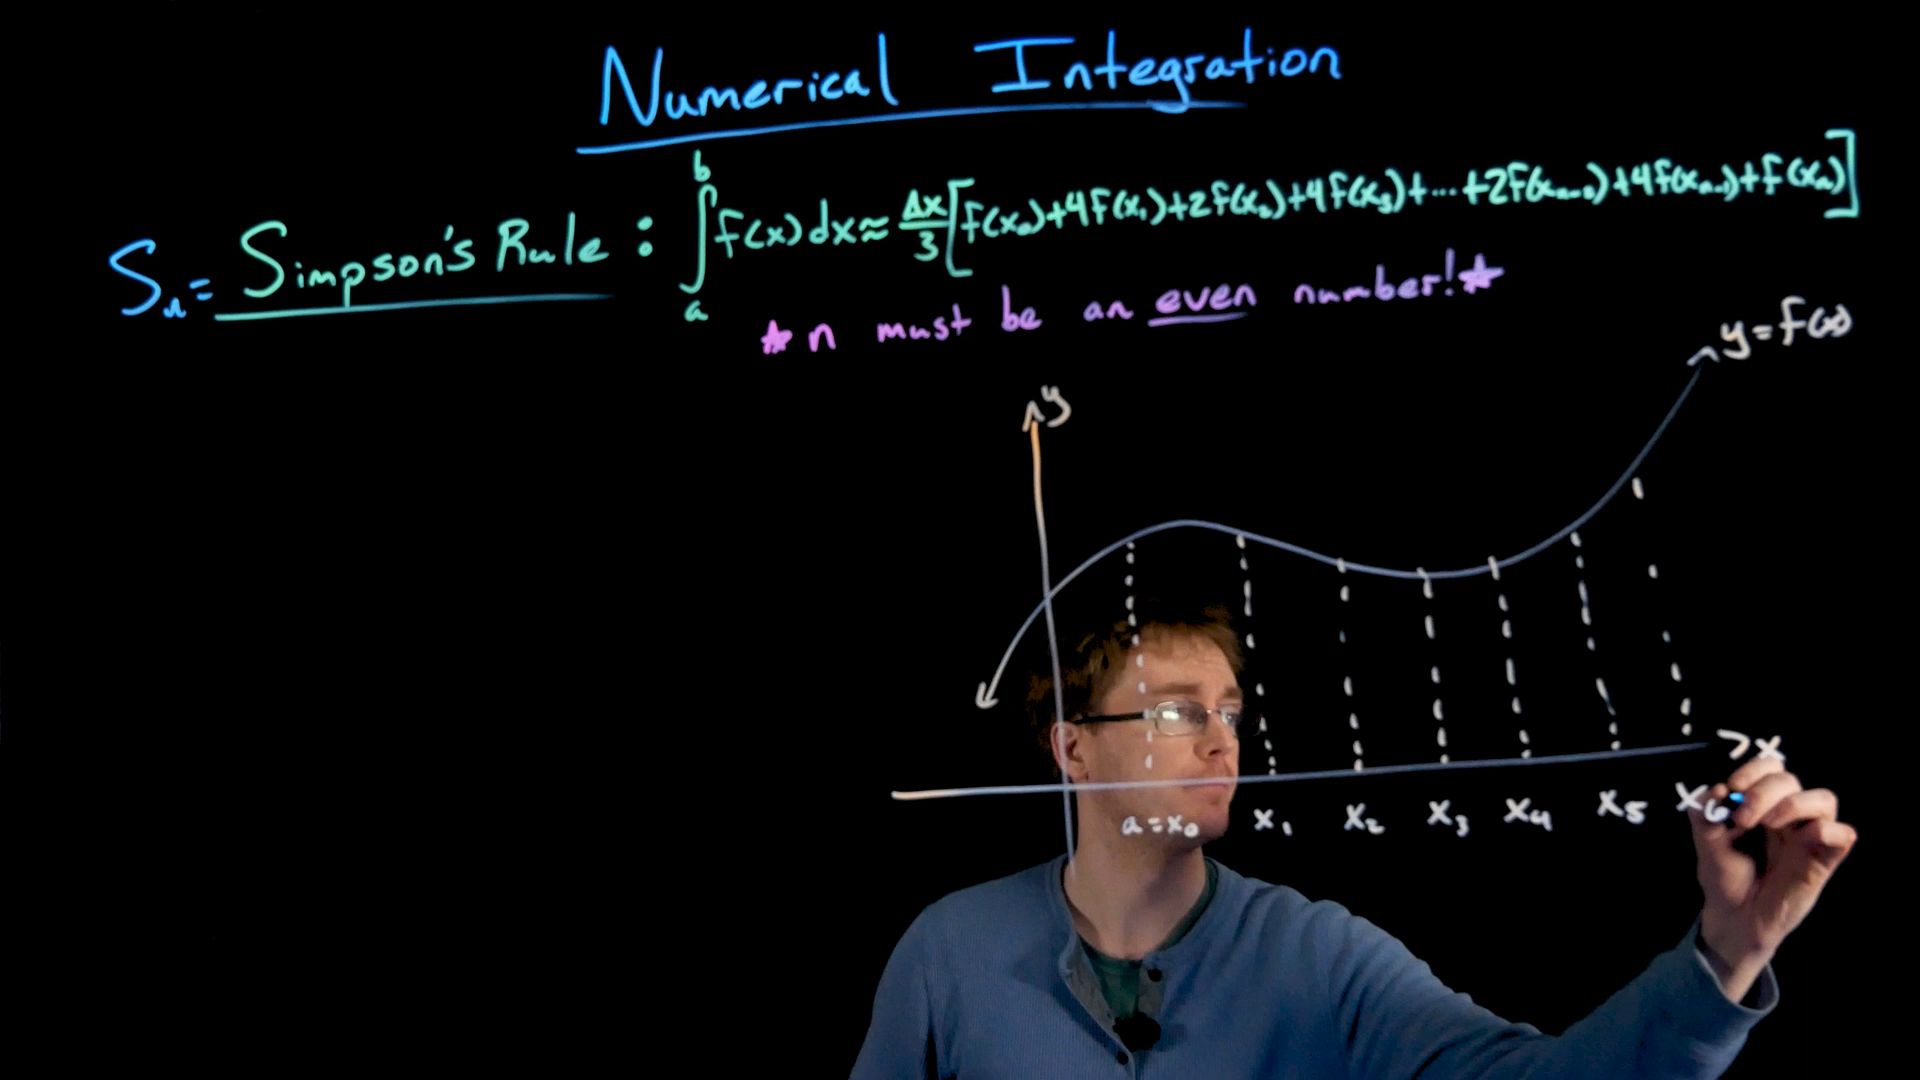 Numerical Integration
Sₙ = Simpson's Rule : ∫ₐᵇ f(x) dx ≈ Δx/3 [f(x₀)+4f(x₁)+2f(x₂)+4f(x₃)+...+2f(xₙ₋₂)+4f(xₙ₋₁)+f(xₙ)]
★ n must be an even number! ★
y = f(x)
y
x
a = x₀ x₁ x₂ x₃ x₄ x₅ x₆